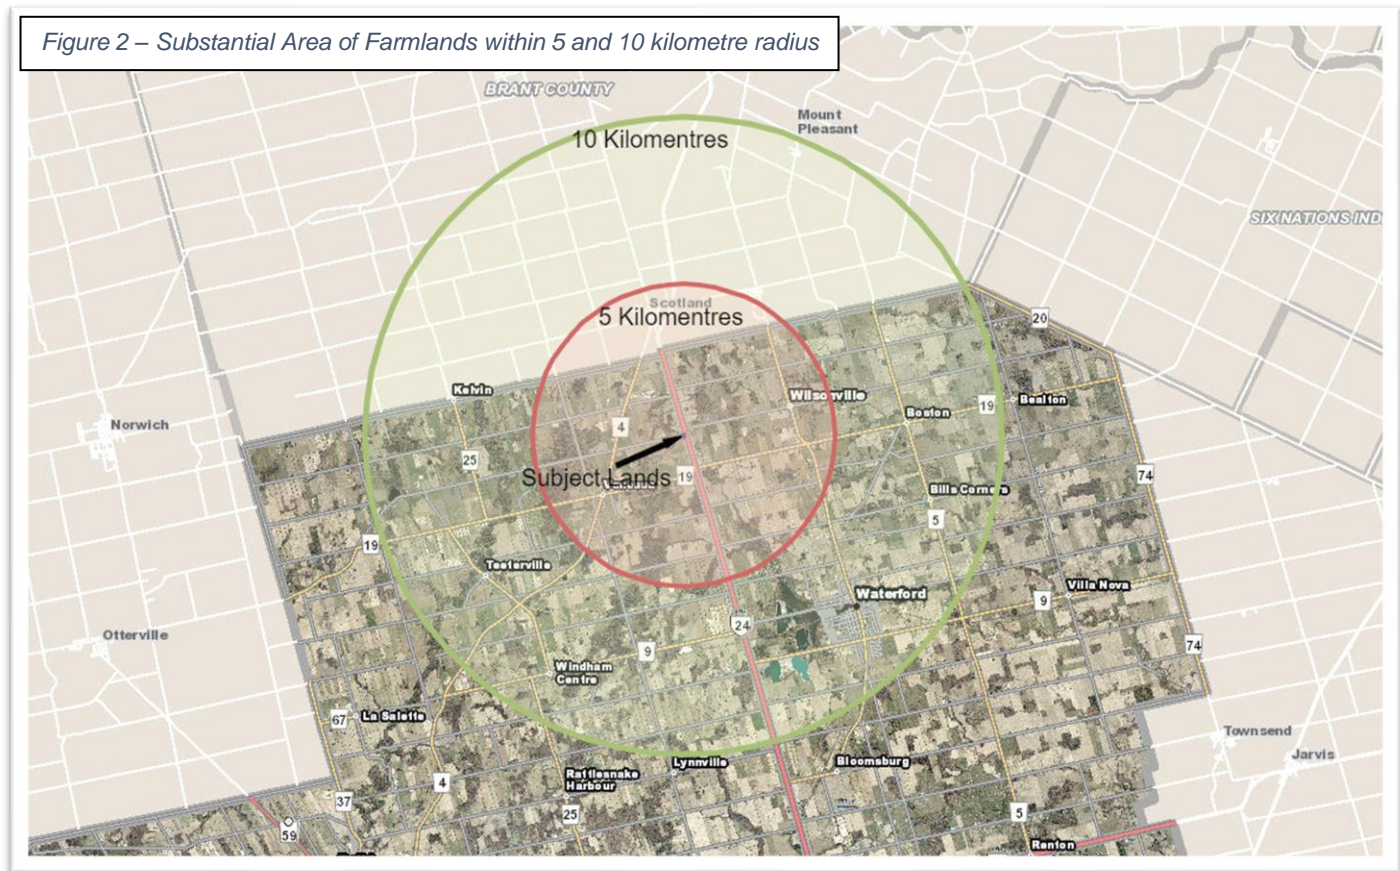 Figure 2 – Substantial Area of Farmlands within 5 and 10 kilometre radius
BRANT COUNTY
Mount
Pleasant
10 Kilomentres
SIX NATIONS IND
Scotland
5 Kilomentres
20
Kelvin
Wilsonville
19
Bealton
Boston
Norwich
4
25
Subject Lands
19
74
Bills Corners
5
19
Teeterville
Waterford
Villa Nova
9
24
Otterville
9
74
Windham
Centre
67
La Salette
Townsend
Jarvis
Lynnville
Bloomsburg
Rattlesnake
Harbour
4
37
25
5
59
Renton